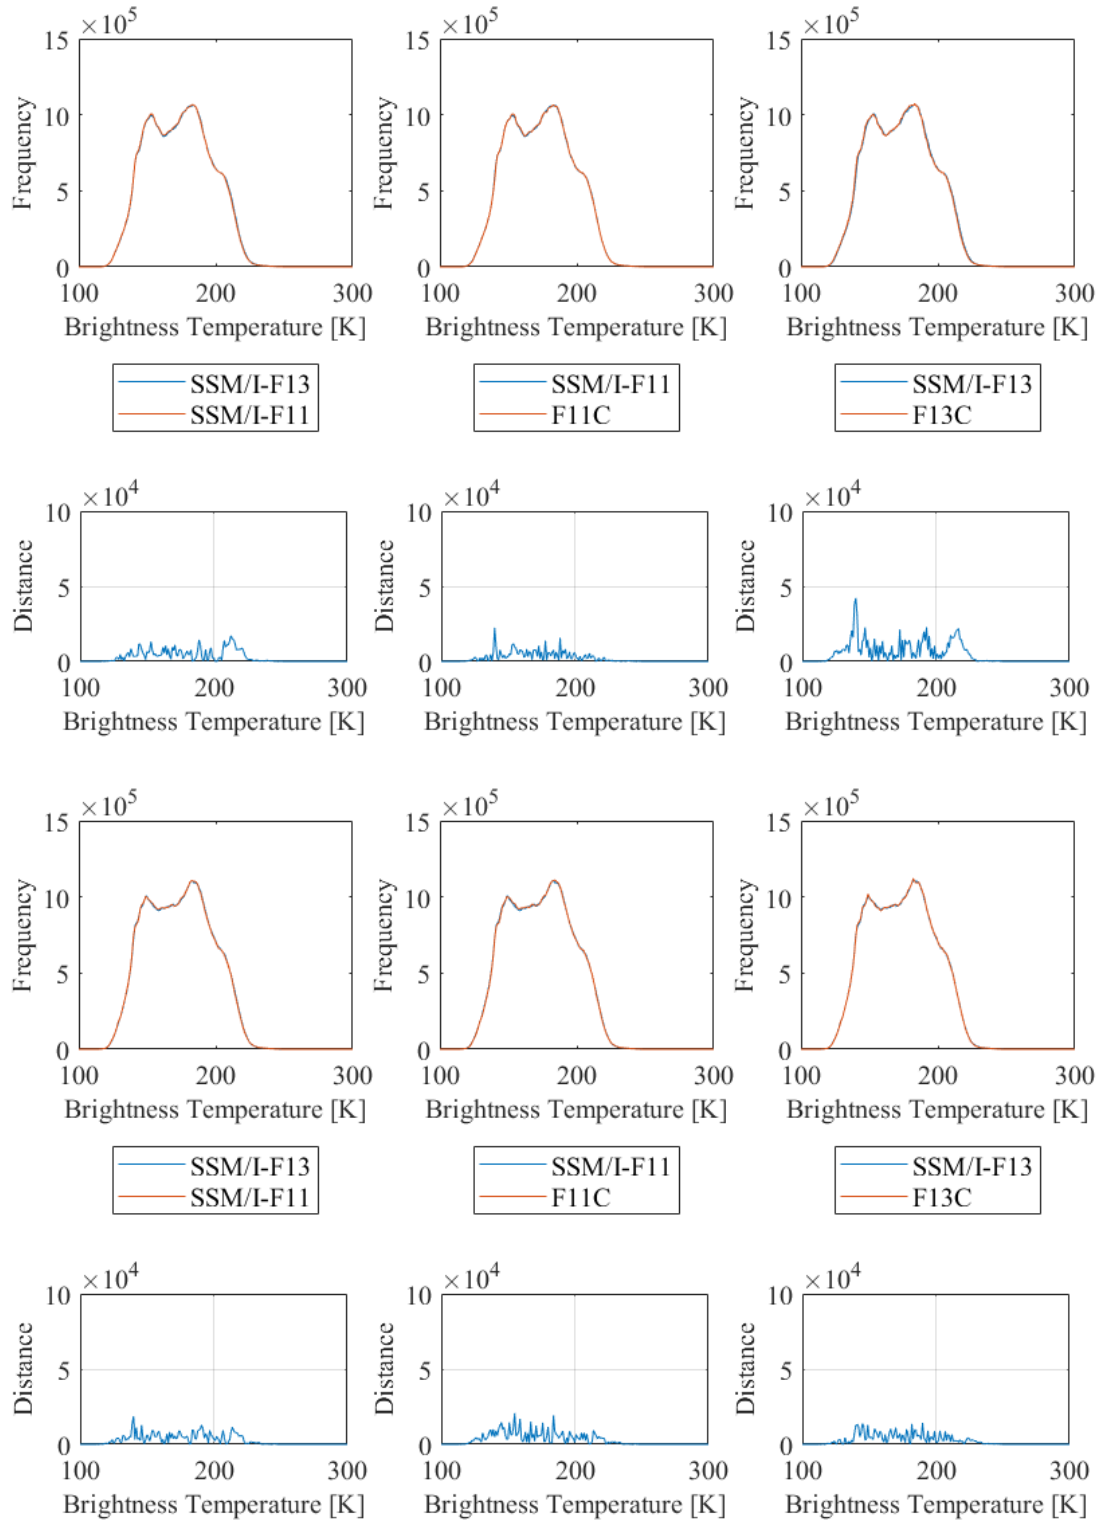 ×10^5 ×10^5 ×10^5
15 15 15
10 10 10
5 5 5
0 0 0
Frequency Frequency Frequency
100 200 300 100 200 300 100 200 300
Brightness Temperature [K] Brightness Temperature [K] Brightness Temperature [K]
SSM/I-F13 SSM/I-F11 SSM/I-F13
SSM/I-F11 F11C F13C
×10^4 ×10^4 ×10^4
10 10 10
5 5 5
0 0 0
Distance Distance Distance
100 200 300 100 200 300 100 200 300
Brightness Temperature [K] Brightness Temperature [K] Brightness Temperature [K]
×10^5 ×10^5 ×10^5
15 15 15
10 10 10
5 5 5
0 0 0
Frequency Frequency Frequency
100 200 300 100 200 300 100 200 300
Brightness Temperature [K] Brightness Temperature [K] Brightness Temperature [K]
SSM/I-F13 SSM/I-F11 SSM/I-F13
SSM/I-F11 F11C F13C
×10^4 ×10^4 ×10^4
10 10 10
5 5 5
0 0 0
Distance Distance Distance
100 200 300 100 200 300 100 200 300
Brightness Temperature [K] Brightness Temperature [K] Brightness Temperature [K]